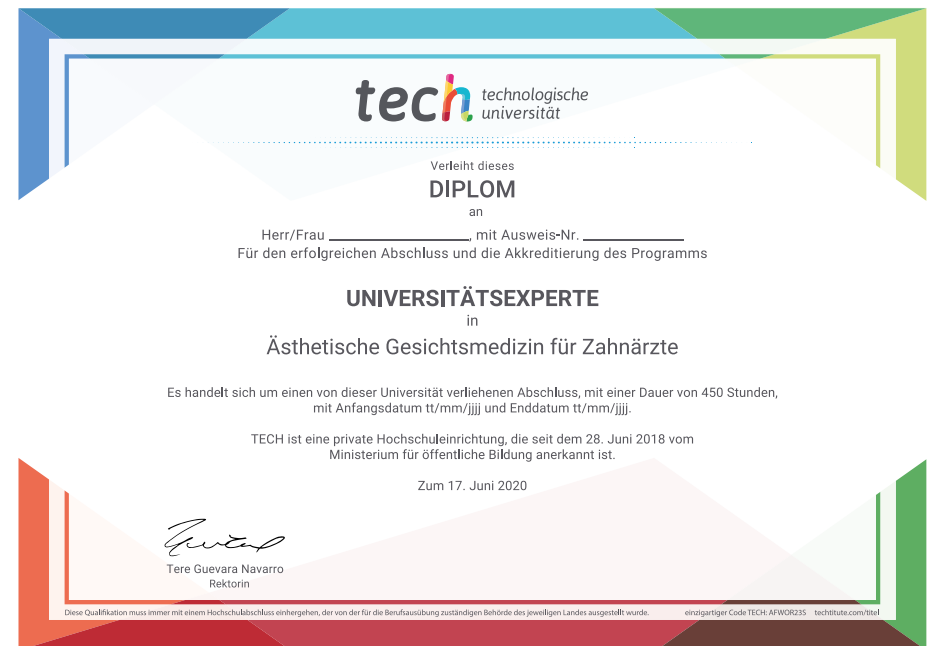 tech technologische
universität
Verleiht dieses
DIPLOM
an
Herr/Frau ____________________, mit Ausweis-Nr. ______________
Für den erfolgreichen Abschluss und die Akkreditierung des Programms
UNIVERSITÄTSEXPERTE
in
Ästhetische Gesichtsmedizin für Zahnärzte
Es handelt sich um einen von dieser Universität verliehenen Abschluss, mit einer Dauer von 450 Stunden,
mit Anfangsdatum tt/mm/jjjj und Enddatum tt/mm/jjjj.
TECH ist eine private Hochschuleinrichtung, die seit dem 28. Juni 2018 vom
Ministerium für öffentliche Bildung anerkannt ist.
Zum 17. Juni 2020
Tere Guevara Navarro
Rektorin
Diese Qualifikation muss immer mit einem Hochschulabschluss einhergehen, der von der für die Berufsausübung zuständigen Behörde des jeweiligen Landes ausgestellt wurde. einzigartiger Code TECH: AFWOR23S techtitute.com/titel